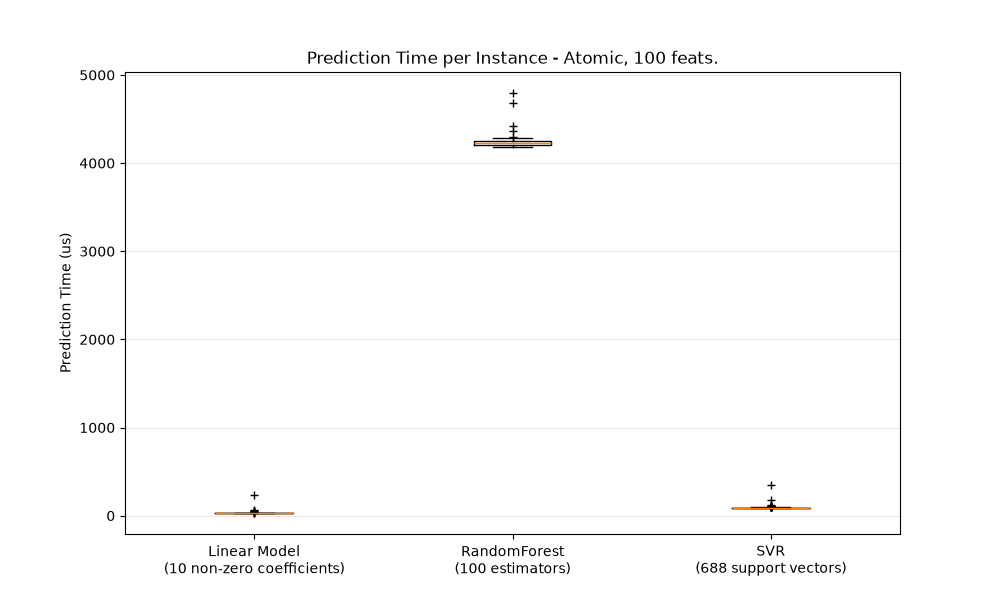 Prediction Time per Instance - Atomic, 100 feats.
Prediction Time (us)
5000
4000
3000
2000
1000
0
Linear Model
(10 non-zero coefficients)
RandomForest
(100 estimators)
SVR
(688 support vectors)